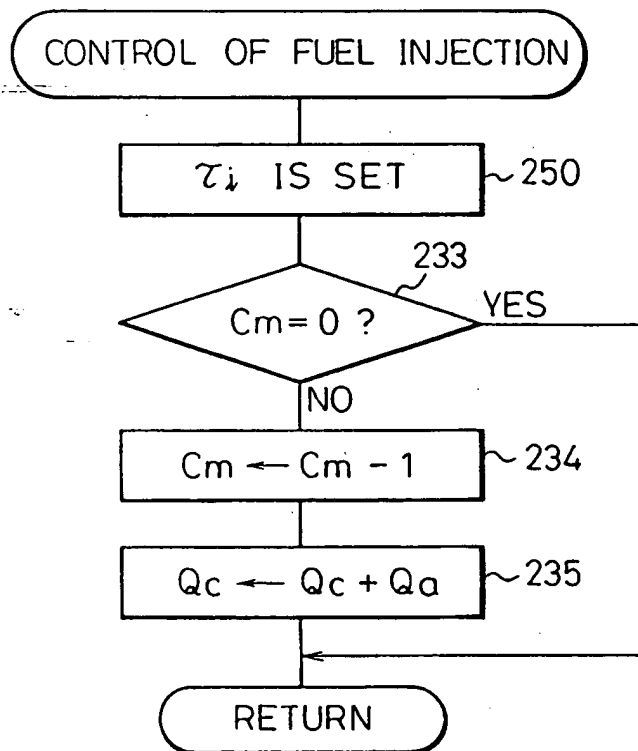 CONTROL OF FUEL INJECTION
τi IS SET
250
233
Cm = 0 ?
YES
NO
Cm ← Cm - 1
234
Qc ← Qc + Qa
235
RETURN